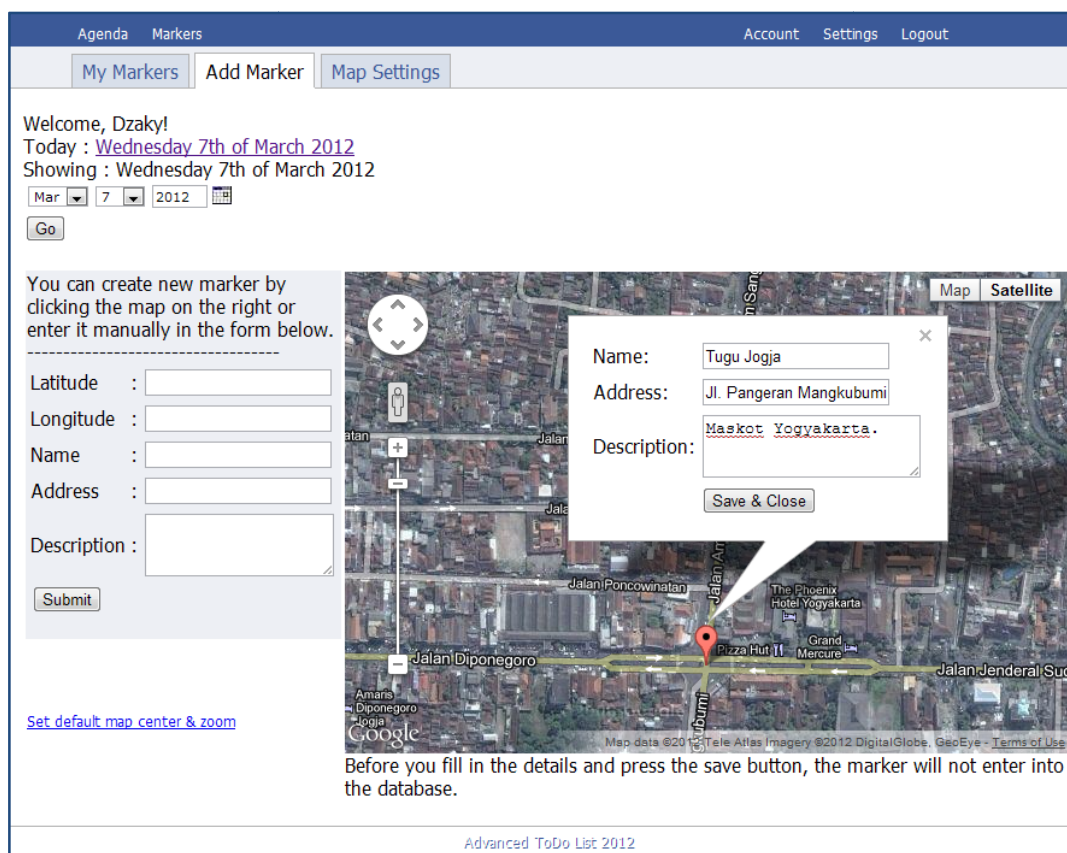 Agenda Markers Account Settings Logout
My Markers Add Marker Map Settings
Welcome, Dzaky!
Today : Wednesday 7th of March 2012
Showing : Wednesday 7th of March 2012
Mar 7 2012
Go
You can create new marker by
clicking the map on the right or
enter it manually in the form below.
-----------------------------------
Latitude :
Longitude :
Name :
Address :
Description :
Submit
Set default map center & zoom
Map Satellite
Name: Tugu Jogja
Address: Jl. Pangeran Mangkubumi
Description: Maskot Yogyakarta.
Save & Close
Jalan Poncowinatan
The Phoenix
Hotel Yogyakarta
Pizza Hut
Grand
Mercure
Jalan Diponegoro
Jalan Jenderal
Amaris
Diponegoro
Jogja
Google
Map data Tele Atlas Imagery ©2012 DigitalGlobe, GeoEye - Terms of Use
Before you fill in the details and press the save button, the marker will not enter into
the database.
Advanced ToDo List 2012